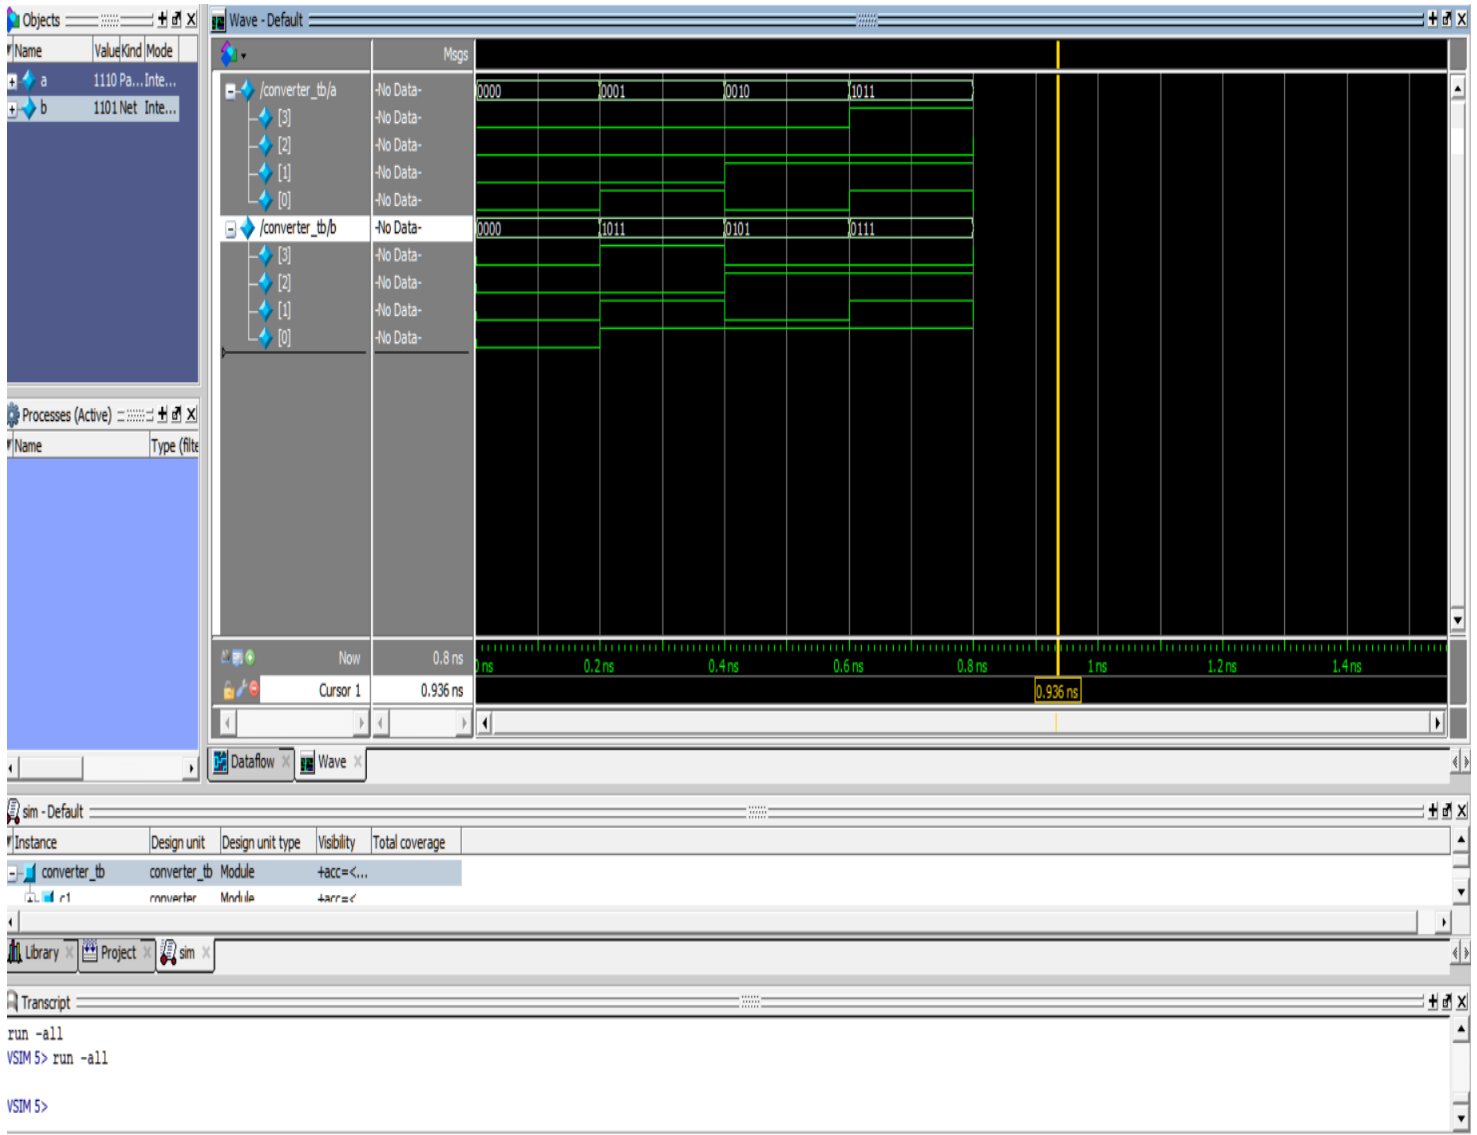 Objects
Name Value Kind Mode
a 1110 Pa... Inte...
b 1101 Net Inte...
Wave - Default
Msgs
/converter_tb/a -No Data- 0000 0001 0010 1011
[3] -No Data-
[2] -No Data-
[1] -No Data-
[0] -No Data-
/converter_tb/b -No Data- 0000 1011 0101 0111
[3] -No Data-
[2] -No Data-
[1] -No Data-
[0] -No Data-
Processes (Active)
Name Type (filte
Now 0.8 ns
ns 0.2 ns 0.4 ns 0.6 ns 0.8 ns 1 ns 1.2 ns 1.4 ns
Cursor 1 0.936 ns 0.936 ns
Dataflow Wave
sim - Default
Instance Design unit Design unit type Visibility Total coverage
converter_tb converter_tb Module +acc=<...
c1 converter Module +acc=<
Library Project sim
Transcript
run -all
VSIM 5> run -all
VSIM 5>